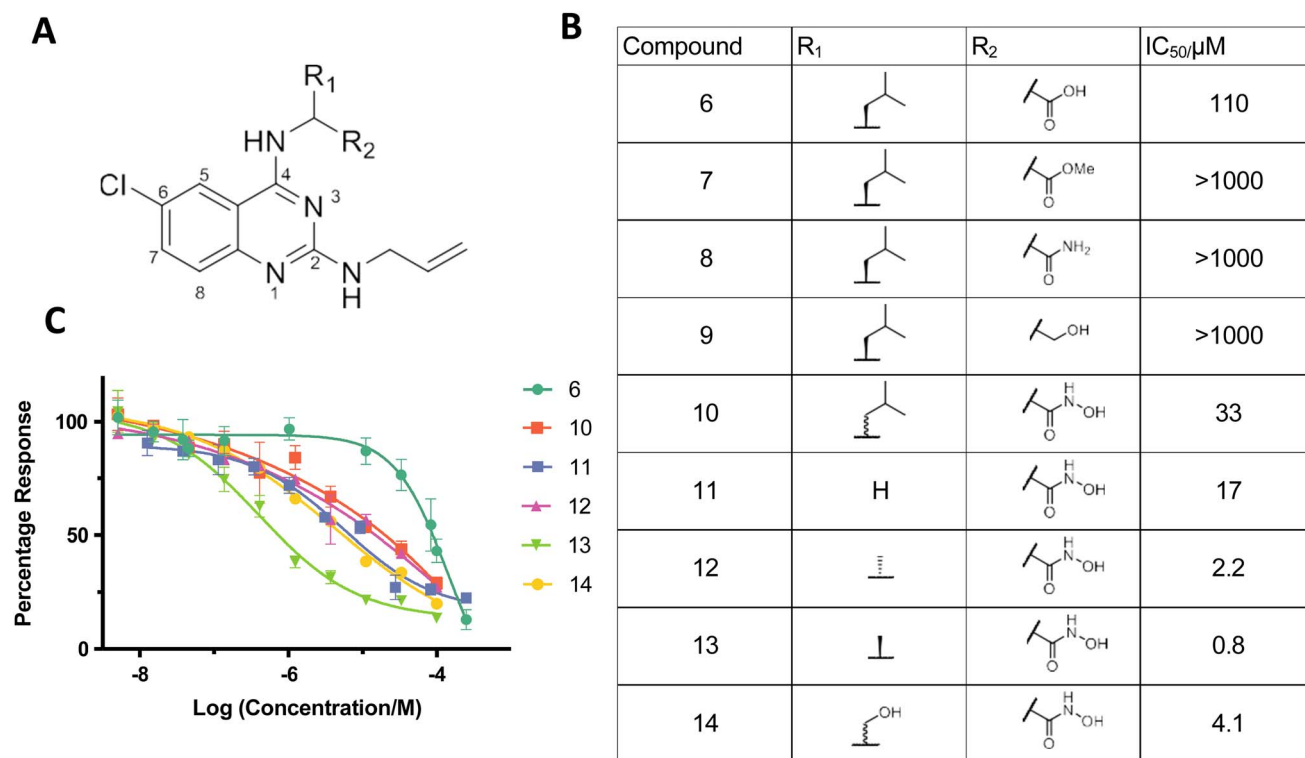 A
R1
HN
R2
Cl
5
4
6
N
3
7
2
N
N
8
1
H
B
Compound R1 R2 IC50/µM
6 OH O 110
7 OMe O >1000
8 NH2 O >1000
9 OH >1000
10 H N OH O 33
11 H H N OH O 17
12 H N OH O 2.2
13 H N OH O 0.8
14 OH H N OH O 4.1
C
Percentage Response
100
50
0
-8 -6 -4
Log (Concentration/M)
6
10
11
12
13
14